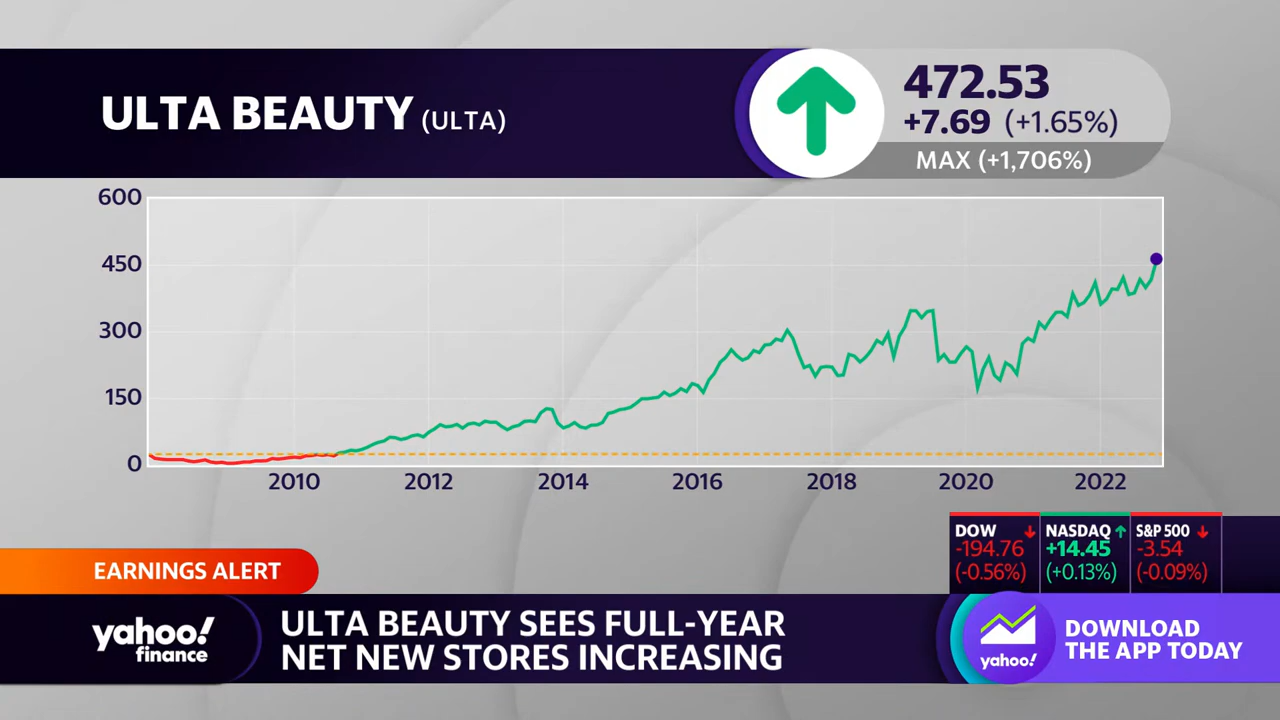 ULTA BEAUTY (ULTA)
472.53
+7.69 (+1.65%)
MAX (+1,706%)
600
450
300
150
0
2010 2012 2014 2016 2018 2020 2022
DOW NASDAQ S&P 500
-194.76 +14.45 -3.54
(-0.56%) (+0.13%) (-0.09%)
EARNINGS ALERT
yahoo!
finance
ULTA BEAUTY SEES FULL-YEAR
NET NEW STORES INCREASING
yahoo!
DOWNLOAD
THE APP TODAY